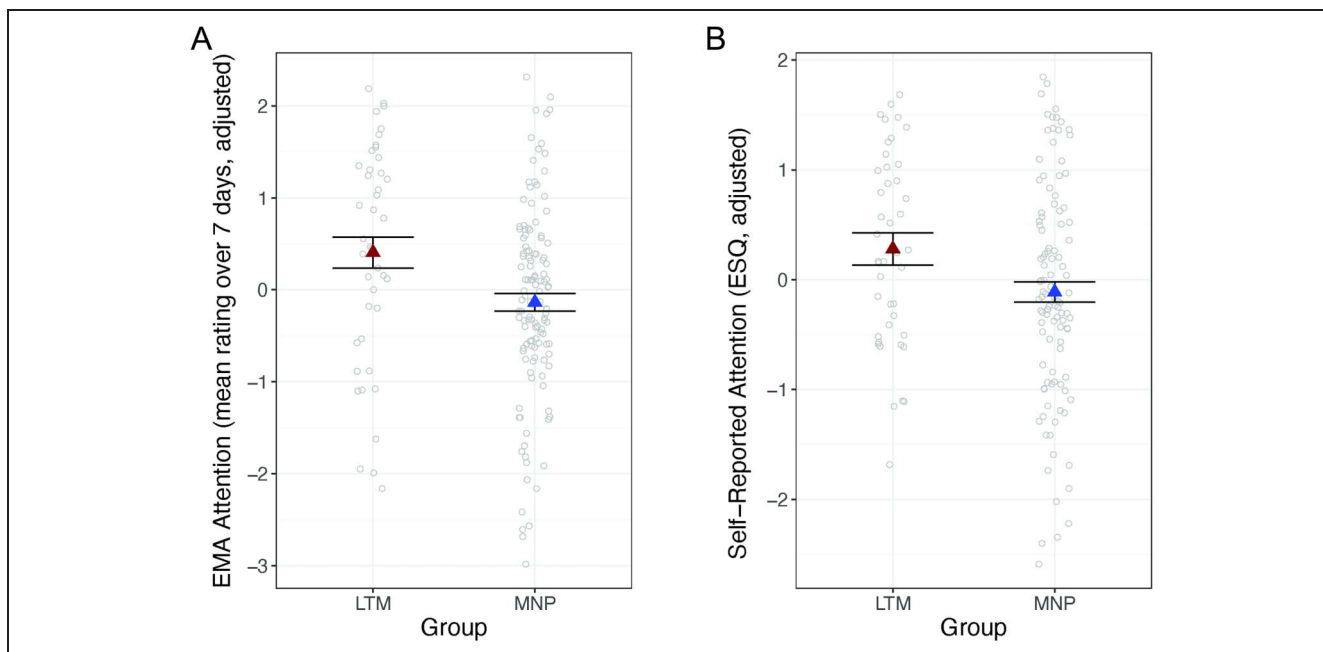 A
EMA Attention (mean rating over 7 days, adjusted)
2
1
0
−1
−2
−3
LTM
MNP
Group
B
Self−Reported Attention (ESQ, adjusted)
2
1
0
−1
−2
LTM
MNP
Group